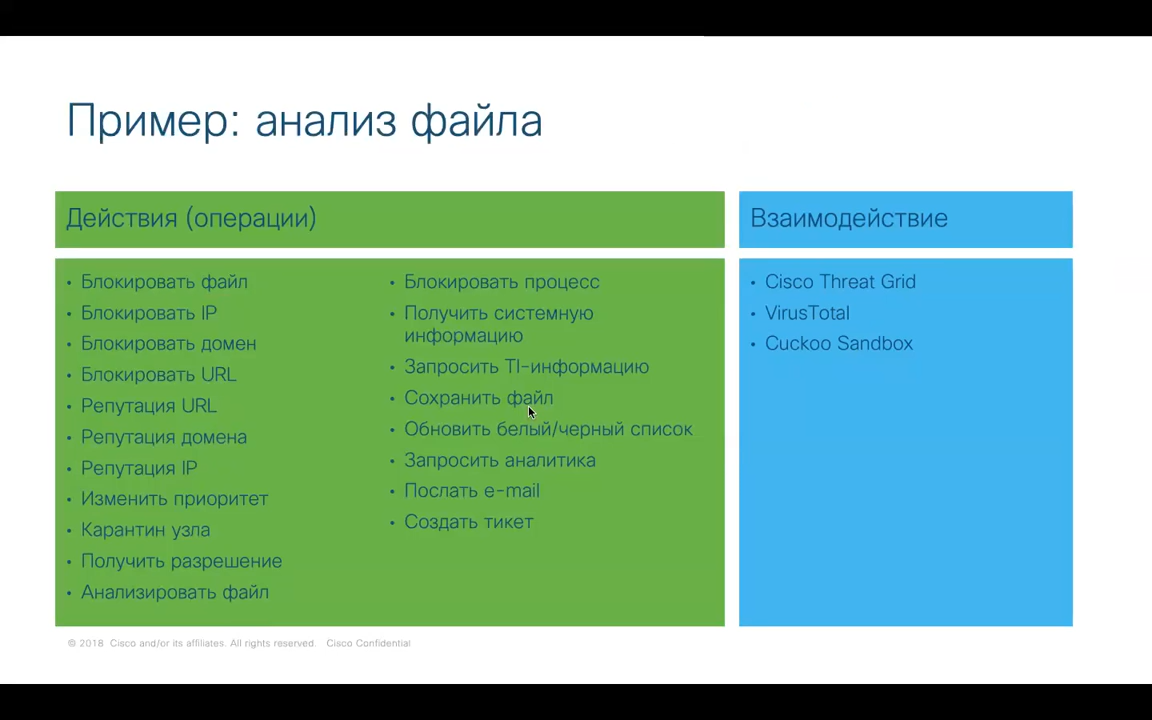 Пример: анализ файла
Действия (операции)
• Блокировать файл
• Блокировать IP
• Блокировать домен
• Блокировать URL
• Репутация URL
• Репутация домена
• Репутация IP
• Изменить приоритет
• Карантин узла
• Получить разрешение
• Анализировать файл
• Блокировать процесс
• Получить системную
информацию
• Запросить TI-информацию
• Сохранить файл
• Обновить белый/черный список
• Запросить аналитика
• Послать e-mail
• Создать тикет
Взаимодействие
• Cisco Threat Grid
• VirusTotal
• Cuckoo Sandbox
© 2018 Cisco and/or its affiliates. All rights reserved. Cisco Confidential